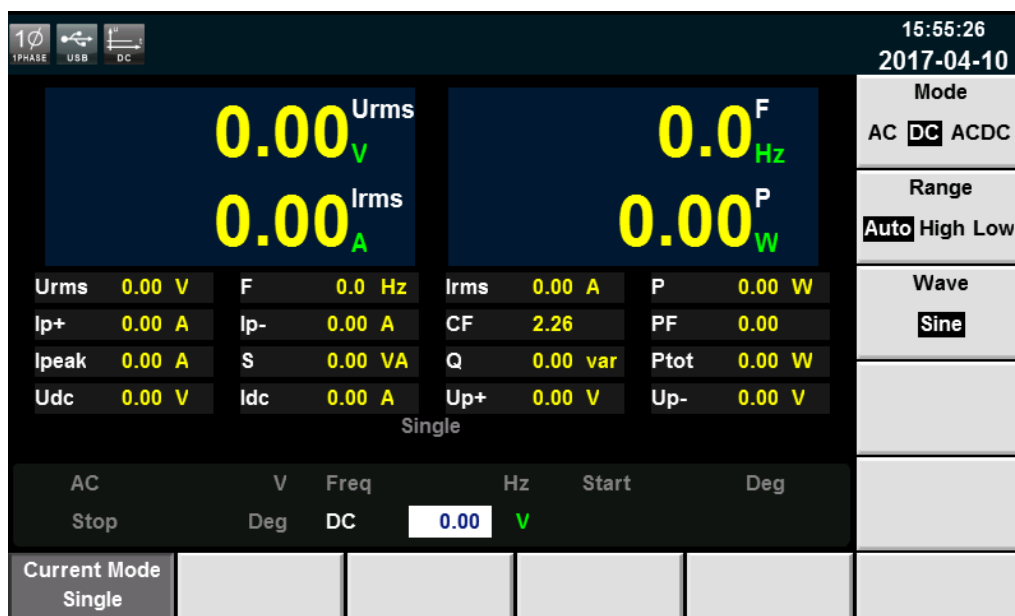 1Ø 1PHASE USB U t DC 15:55:26
2017-04-10
Mode
AC DC ACDC
Range
Auto High Low
Wave
Sine
0.00 Urms V 0.0 F Hz
0.00 Irms A 0.00 P W
Urms 0.00 V F 0.0 Hz Irms 0.00 A P 0.00 W
Ip+ 0.00 A Ip- 0.00 A CF 2.26 PF 0.00
Ipeak 0.00 A S 0.00 VA Q 0.00 var Ptot 0.00 W
Udc 0.00 V Idc 0.00 A Up+ 0.00 V Up- 0.00 V
Single
AC V Freq Hz Start Deg
Stop Deg DC 0.00 V
Current Mode
Single